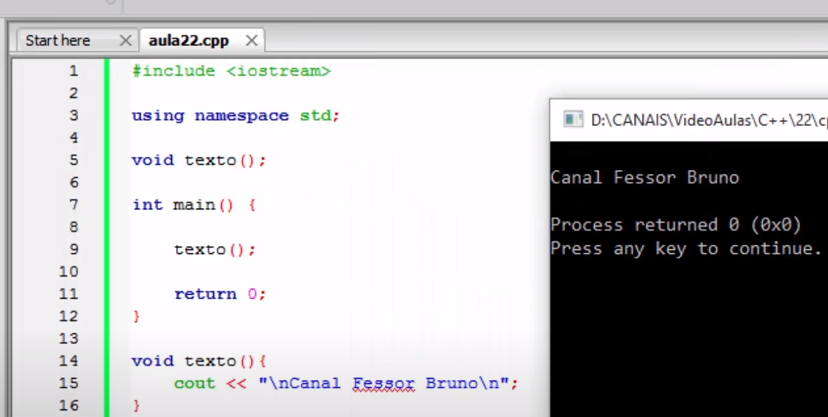 Start here
aula22.cpp
1 #include <iostream>
2
3 using namespace std;
4
5 void texto();
6
7 int main() {
8
9 texto();
10
11 return 0;
12 }
13
14 void texto(){
15 cout << "\nCanal Fessor Bruno\n";
16 }
D:\CANAIS\VideoAulas\C++\22\cp
Canal Fessor Bruno
Process returned 0 (0x0)
Press any key to continue.